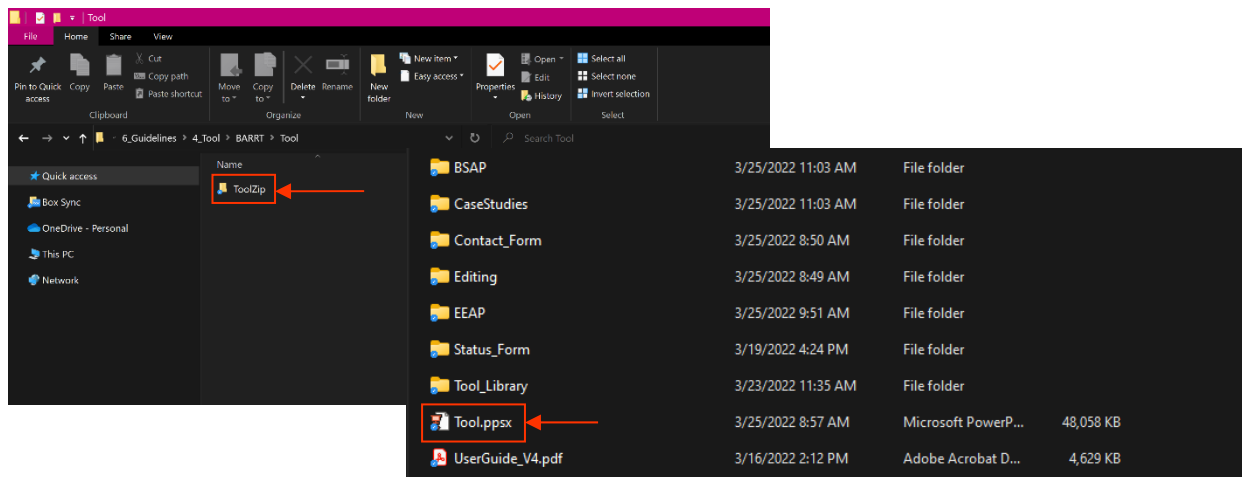 Tool
File Home Share View
Pin to Quick access
Copy
Paste
Cut
Copy path
Paste shortcut
Clipboard
Move to
Copy to
Delete
Rename
Organize
New folder
New item
Easy access
New
Properties
Open
Edit
History
Open
Select all
Select none
Invert selection
Select
6_Guidelines > 4_Tool > BARRT > Tool
Search Tool
Quick access
Box Sync
OneDrive - Personal
This PC
Network
Name
ToolZip
BSAP 3/25/2022 11:03 AM File folder
CaseStudies 3/25/2022 11:03 AM File folder
Contact_Form 3/25/2022 8:50 AM File folder
Editing 3/25/2022 8:49 AM File folder
EEAP 3/25/2022 9:51 AM File folder
Status_Form 3/19/2022 4:24 PM File folder
Tool_Library 3/23/2022 11:35 AM File folder
Tool.ppsx 3/25/2022 8:57 AM Microsoft PowerP... 48,058 KB
UserGuide_V4.pdf 3/16/2022 2:12 PM Adobe Acrobat D... 4,629 KB